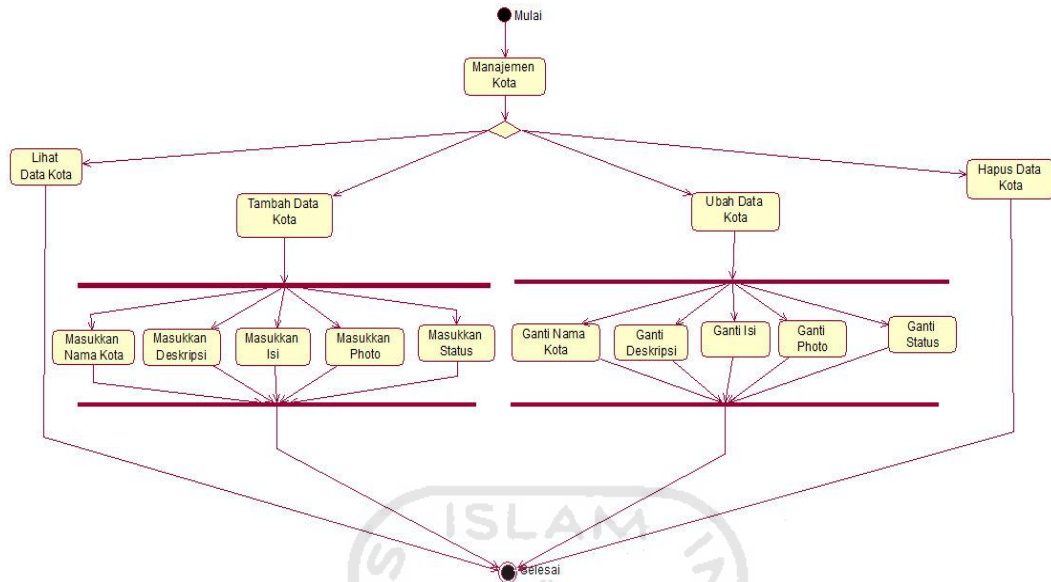 Mulai
Manajemen
Kota
Lihat
Data Kota
Hapus Data
Kota
Tambah Data
Kota
Ubah Data
Kota
Masukkan
Nama Kota
Masukkan
Deskripsi
Masukkan
Isi
Masukkan
Photo
Masukkan
Status
Ganti Nama
Kota
Ganti
Deskripsi
Ganti Isi
Ganti
Photo
Ganti
Status
ISLAM
Selesai